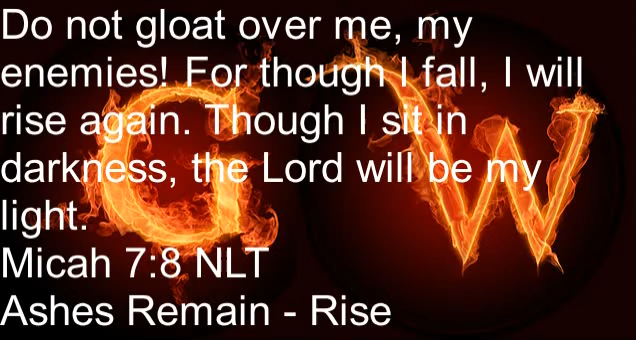 Do not gloat over me, my
enemies! For though I fall, I will
rise again. Though I sit in
darkness, the Lord will be my
light.
Micah 7:8 NLT
Ashes Remain - Rise
G W